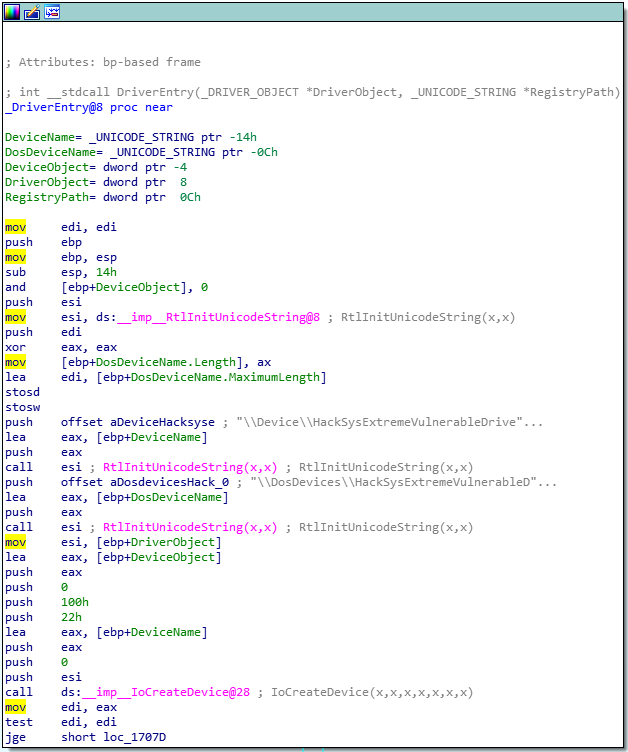 ; Attributes: bp-based frame
; int __stdcall DriverEntry(_DRIVER_OBJECT *DriverObject, _UNICODE_STRING *RegistryPath)
_DriverEntry@8 proc near
DeviceName= _UNICODE_STRING ptr -14h
DosDeviceName= _UNICODE_STRING ptr -0Ch
DeviceObject= dword ptr -4
DriverObject= dword ptr  8
RegistryPath= dword ptr  0Ch
mov     edi, edi
push    ebp
mov     ebp, esp
sub     esp, 14h
and     [ebp+DeviceObject], 0
push    esi
mov     esi, ds:__imp__RtlInitUnicodeString@8 ; RtlInitUnicodeString(x,x)
push    edi
xor     eax, eax
mov     [ebp+DosDeviceName.Length], ax
lea     edi, [ebp+DosDeviceName.MaximumLength]
stosd
stosw
push    offset aDeviceHacksyse ; "\\Device\\HackSysExtremeVulnerableDrive"...
lea     eax, [ebp+DeviceName]
push    eax
call    esi ; RtlInitUnicodeString(x,x) ; RtlInitUnicodeString(x,x)
push    offset aDosdevicesHack_0 ; "\\DosDevices\\HackSysExtremeVulnerableD"...
lea     eax, [ebp+DosDeviceName]
push    eax
call    esi ; RtlInitUnicodeString(x,x) ; RtlInitUnicodeString(x,x)
mov     esi, [ebp+DriverObject]
lea     eax, [ebp+DeviceObject]
push    eax
push    0
push    100h
push    22h
lea     eax, [ebp+DeviceName]
push    eax
push    0
push    esi
call    ds:__imp__IoCreateDevice@28 ; IoCreateDevice(x,x,x,x,x,x,x)
mov     edi, eax
test    edi, edi
jge     short loc_1707D